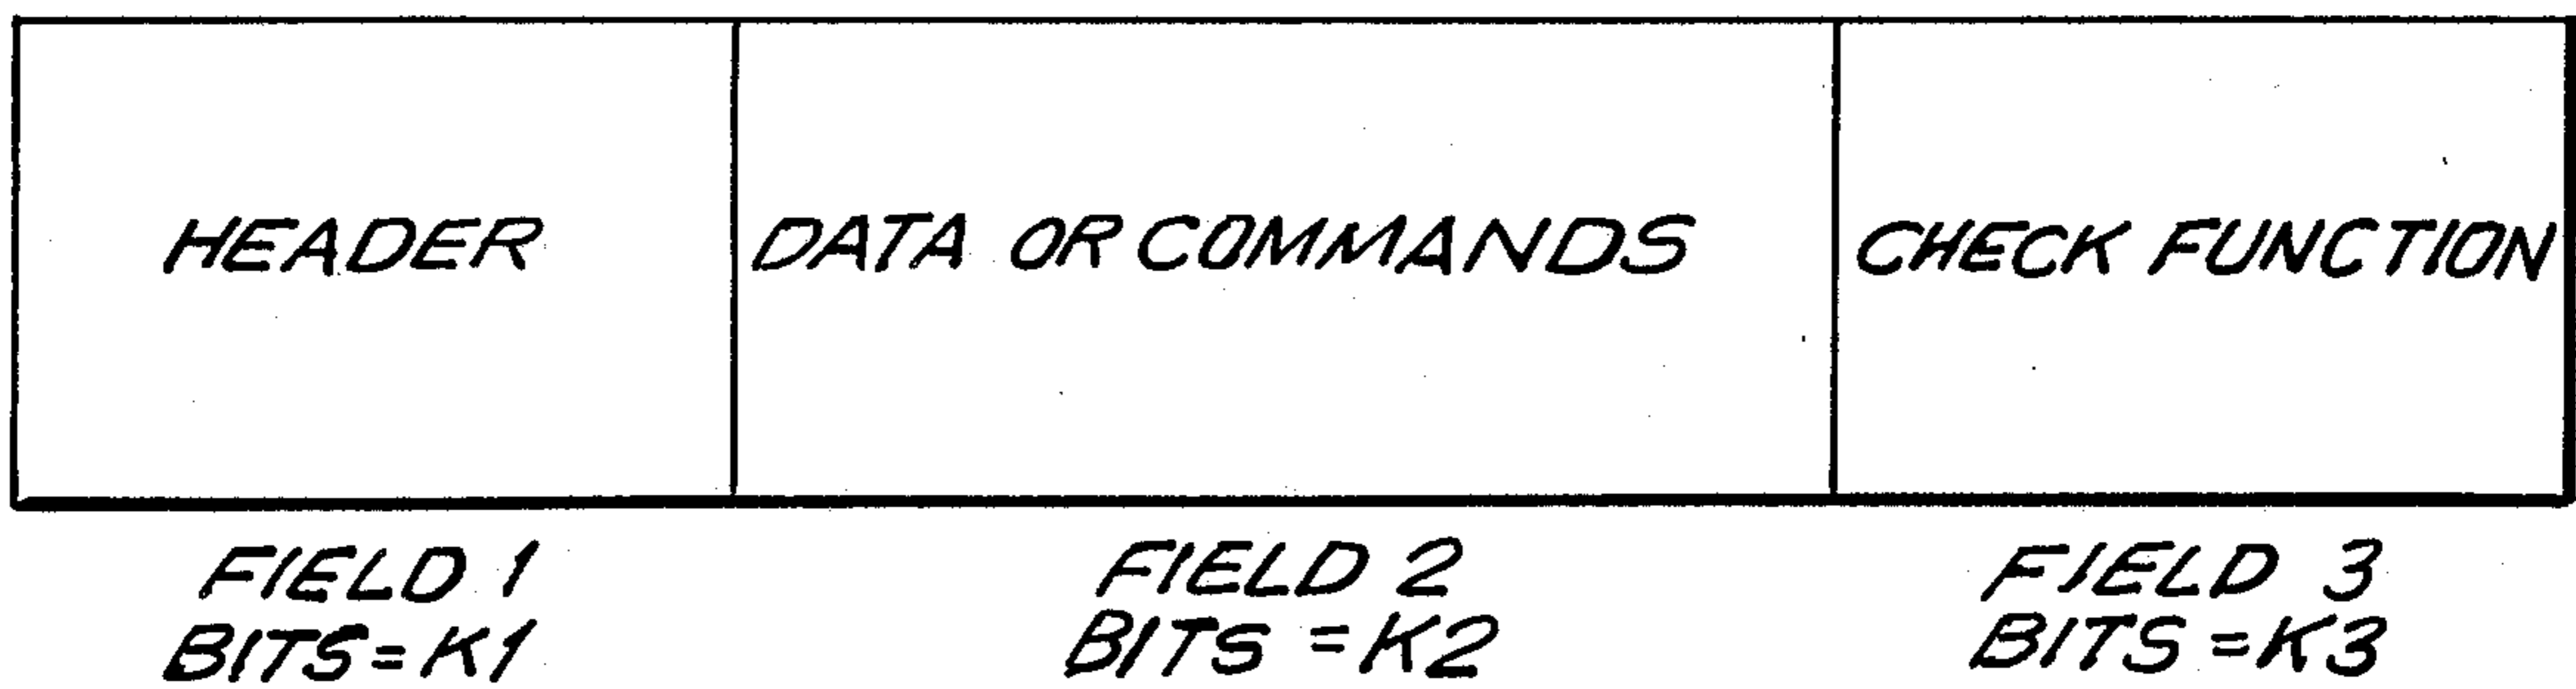 HEADER
DATA OR COMMANDS
CHECK FUNCTION
FIELD 1
BITS=K1
FIELD 2
BITS =K2
FIELD 3
BITS =K3